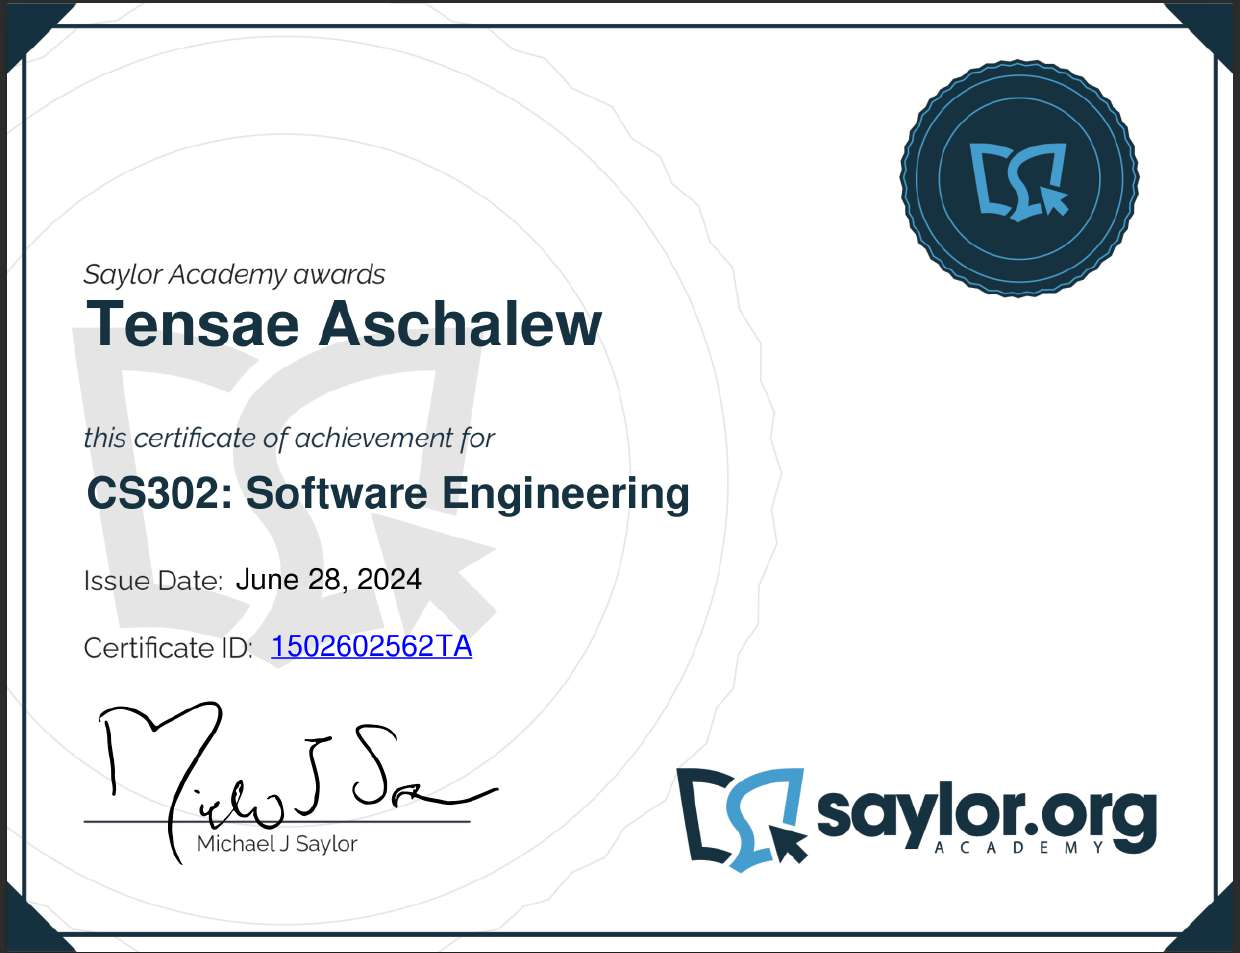 Saylor Academy awards
Tensae Aschalew
this certificate of achievement for
CS302: Software Engineering
Issue Date: June 28, 2024
Certificate ID: 1502602562TA
Michael J Saylor
saylor.org
ACADEMY